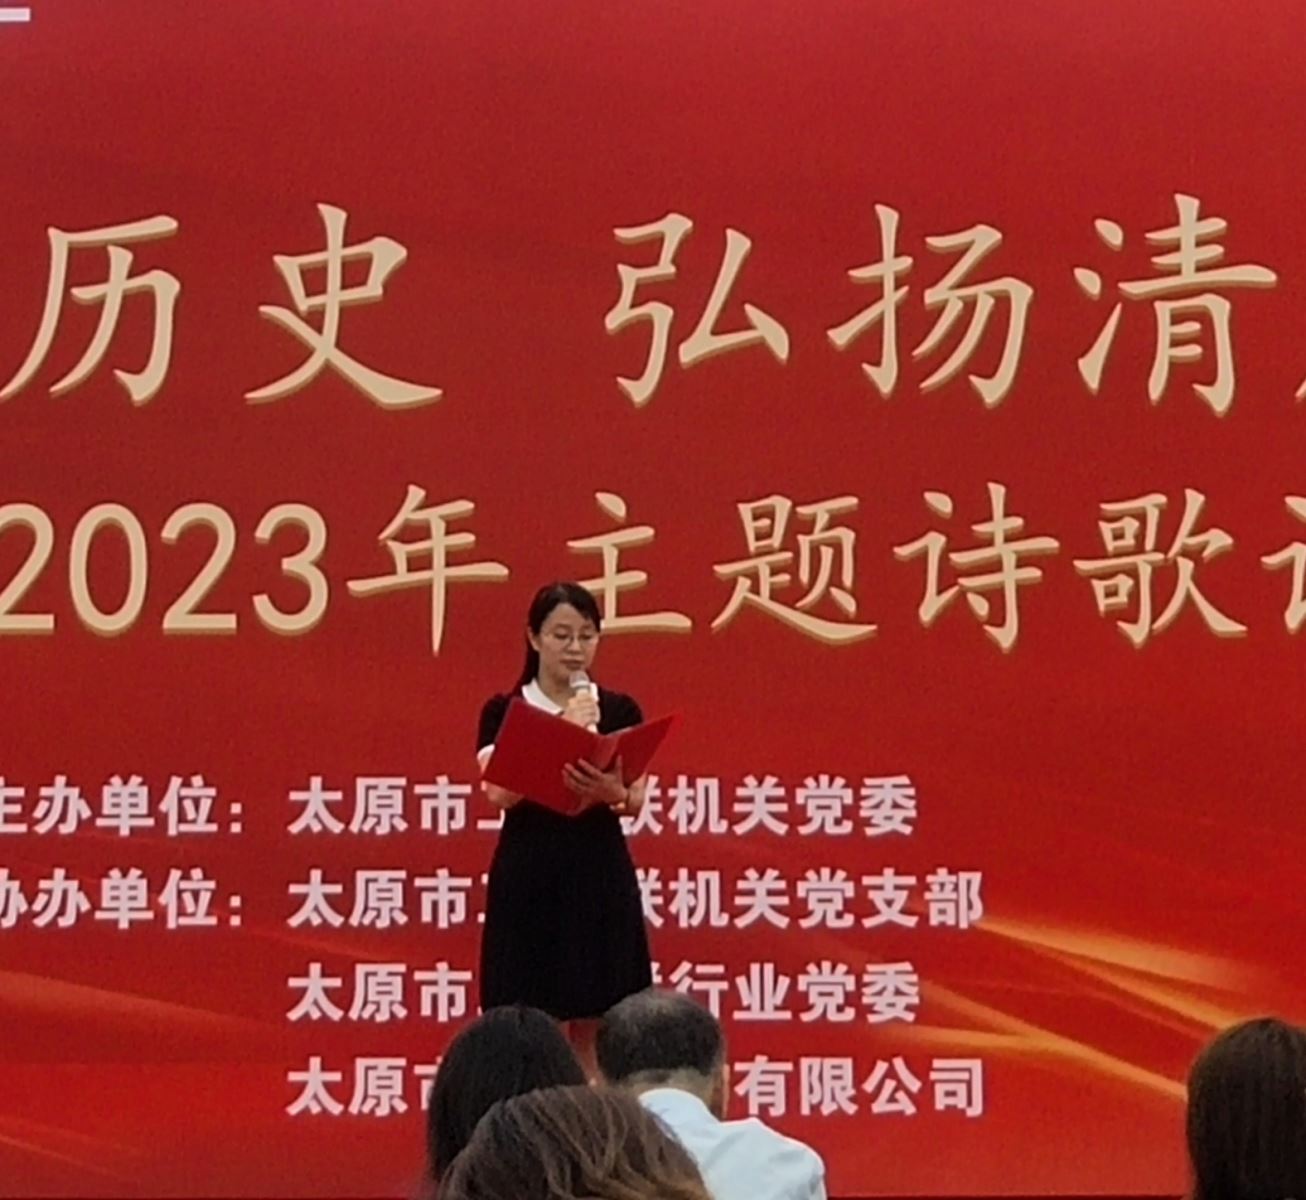 历史 弘扬清
2023年主题诗歌
主办单位：太原市 联机关党委
协办单位：太原市 联机关党支部
太原市 行业党委
太原 有限公司